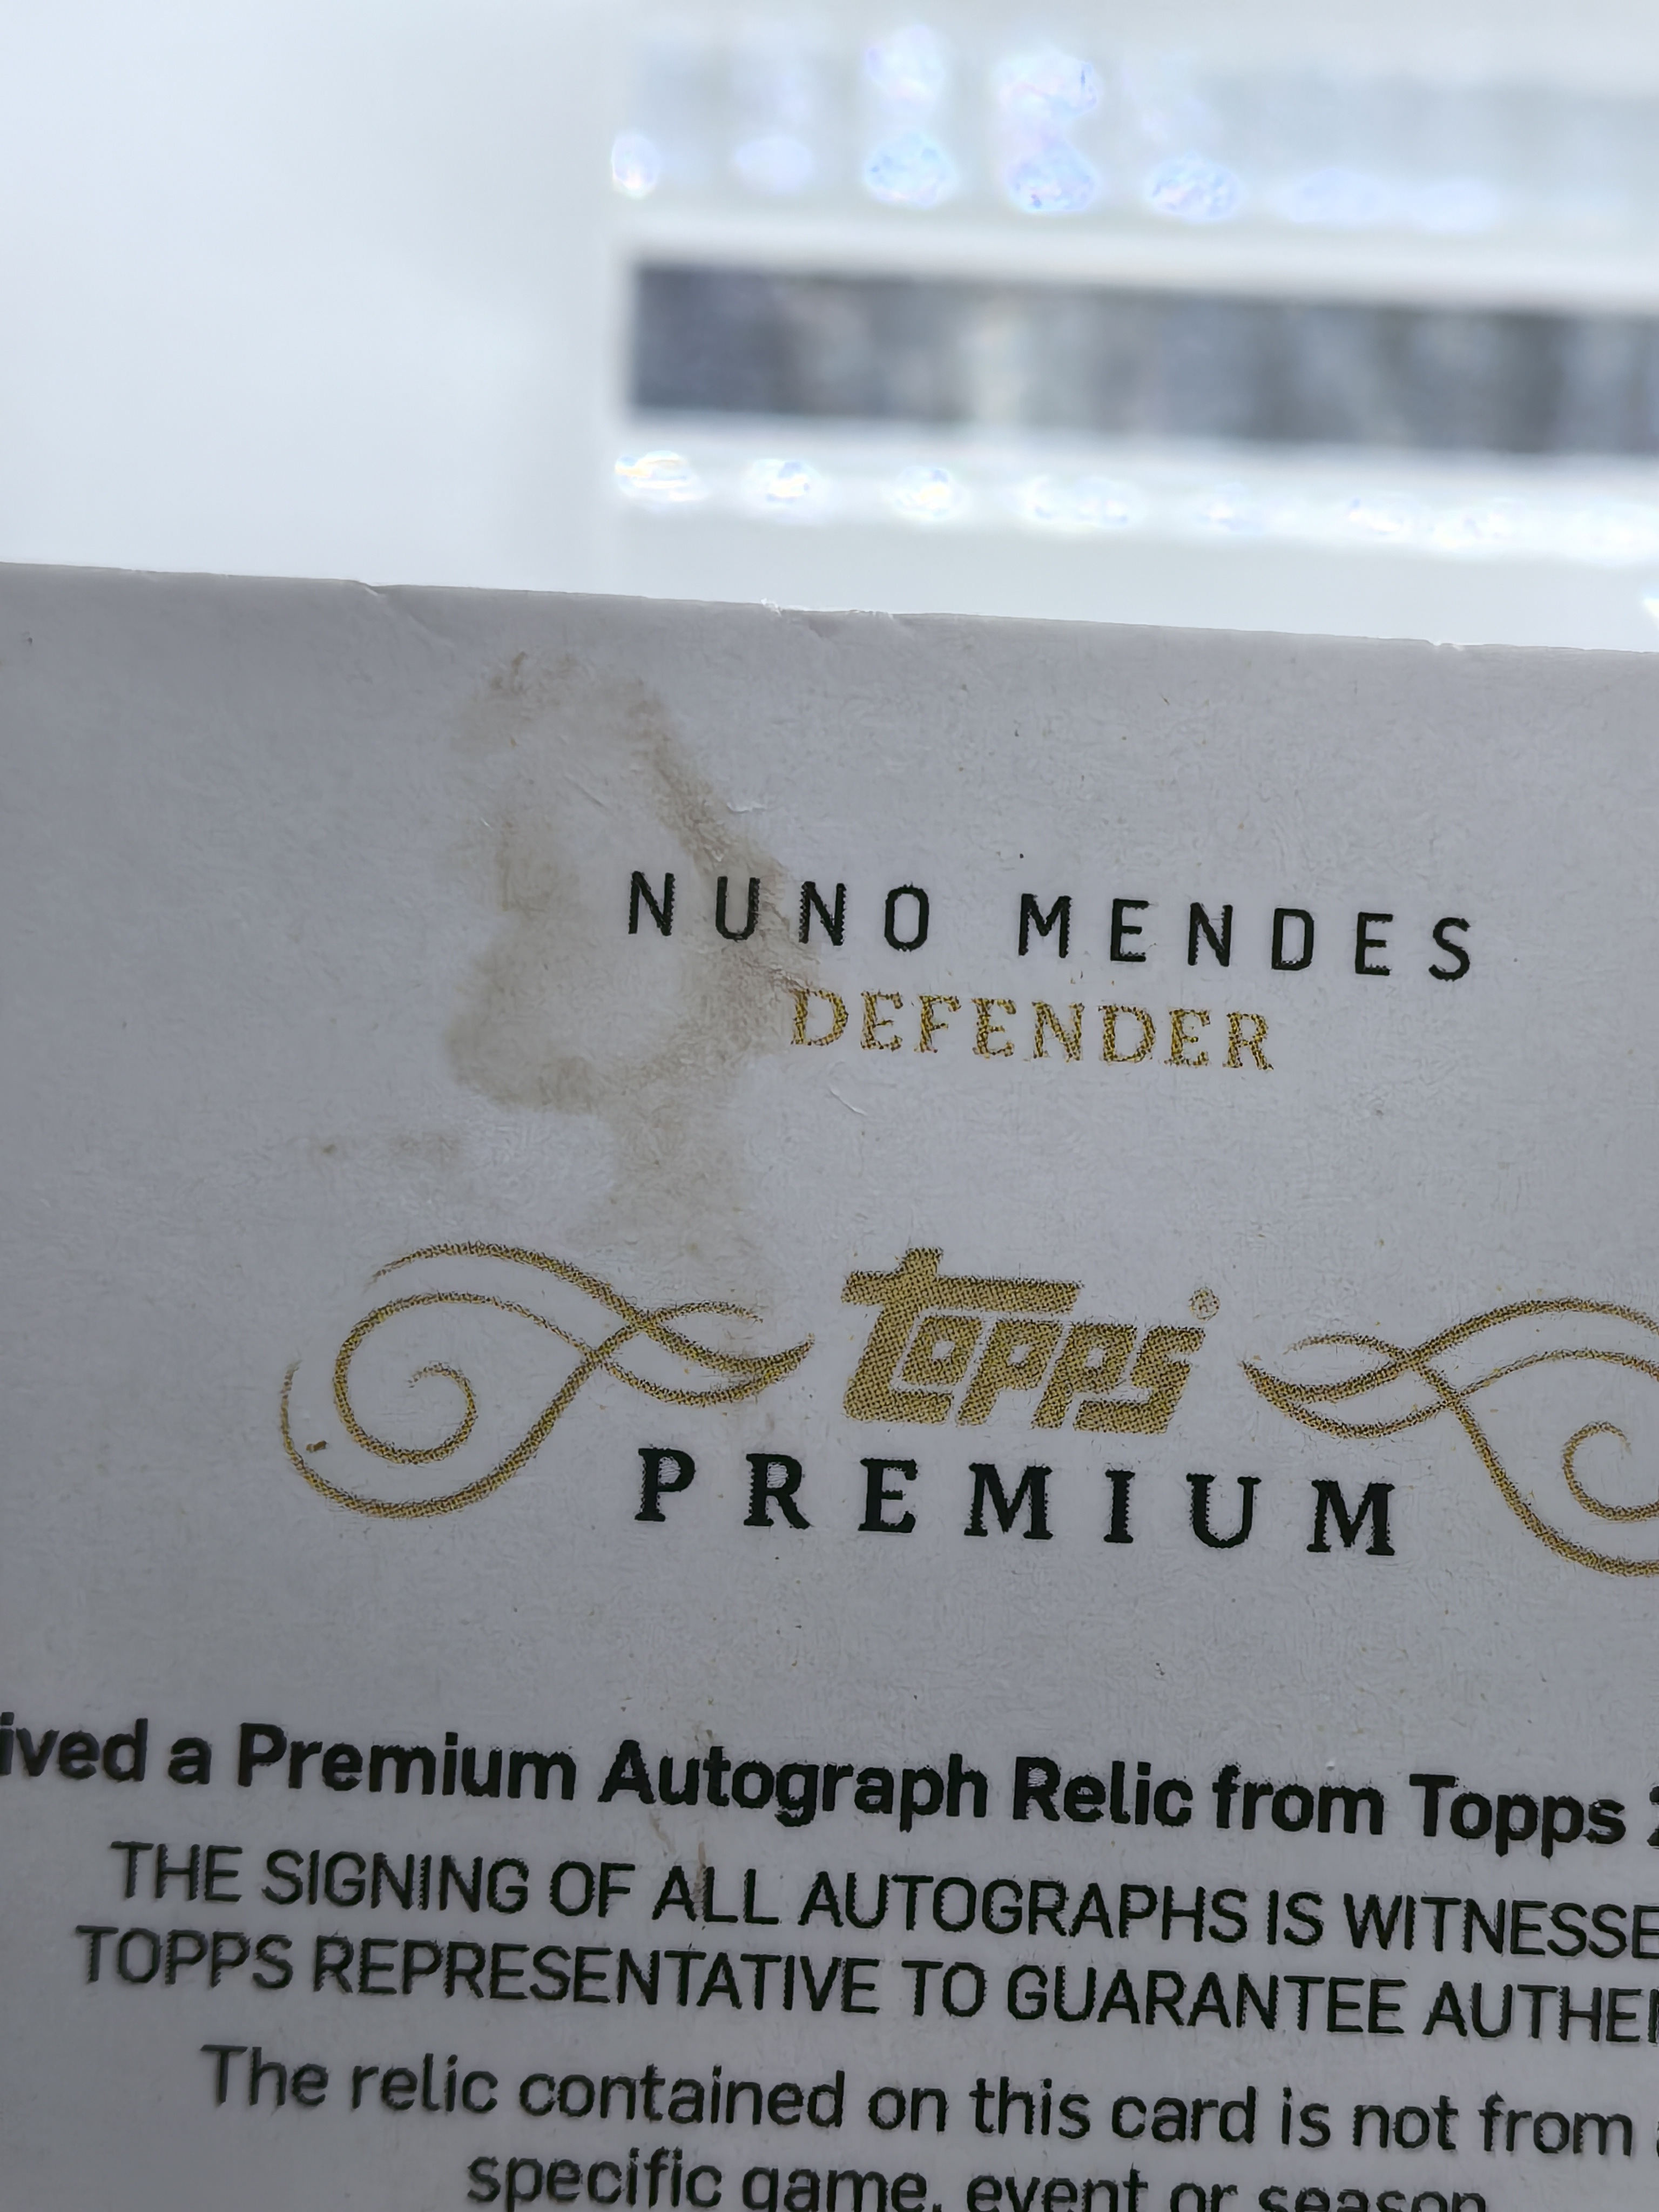 NUNO MENDES
DEFENDER
topps®
PREMIUM
ived a Premium Autograph Relic from Topps
THE SIGNING OF ALL AUTOGRAPHS IS WITNESSE
TOPPS REPRESENTATIVE TO GUARANTEE AUTHE
The relic contained on this card is not from
specific game, event or season